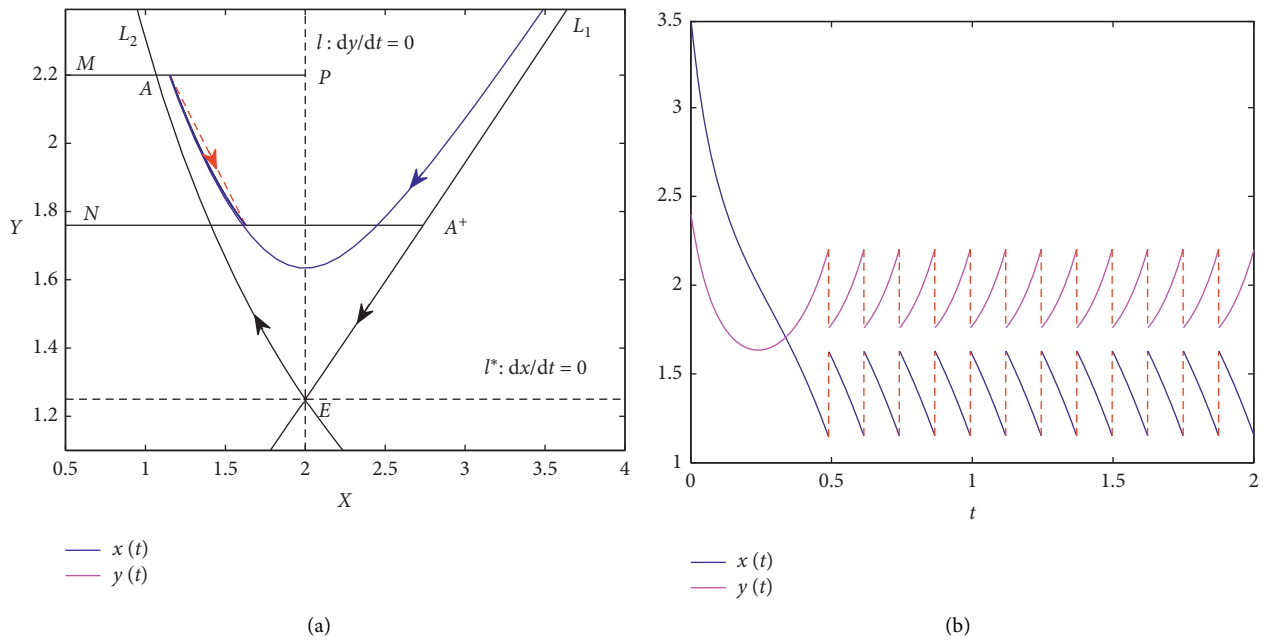 L2
l : dy/dt = 0
L1
M
P
A
N
A+
l*: dx/dt = 0
E
2.2
2
1.8
1.6
1.4
1.2
Y
0.5 1 1.5 2 2.5 3 3.5 4
X
x (t)
y (t)
(a)
3.5
3
2.5
2
1.5
1
0 0.5 1 1.5 2
t
x (t)
y (t)
(b)